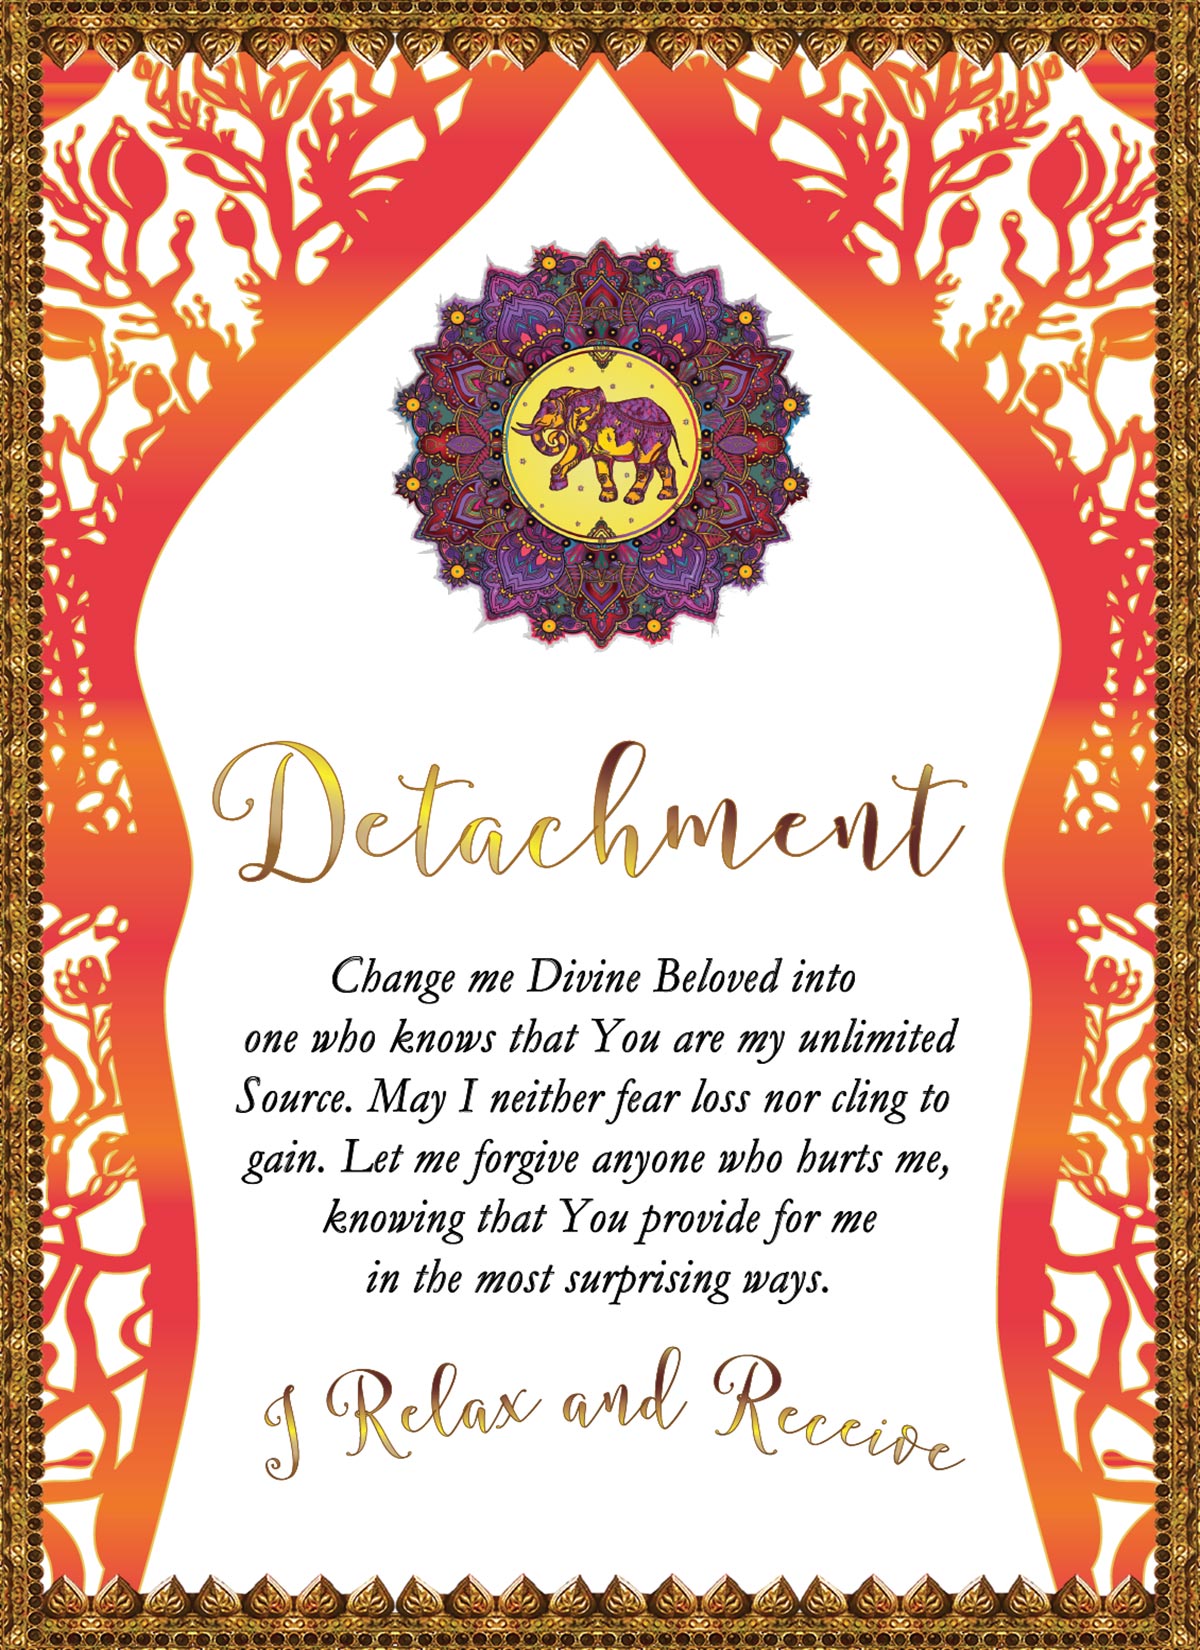 Detachment
Change me Divine Beloved into
one who knows that You are my unlimited
Source. May I neither fear loss nor cling to
gain. Let me forgive anyone who hurts me,
knowing that You provide for me
in the most surprising ways.
I Relax and Receive